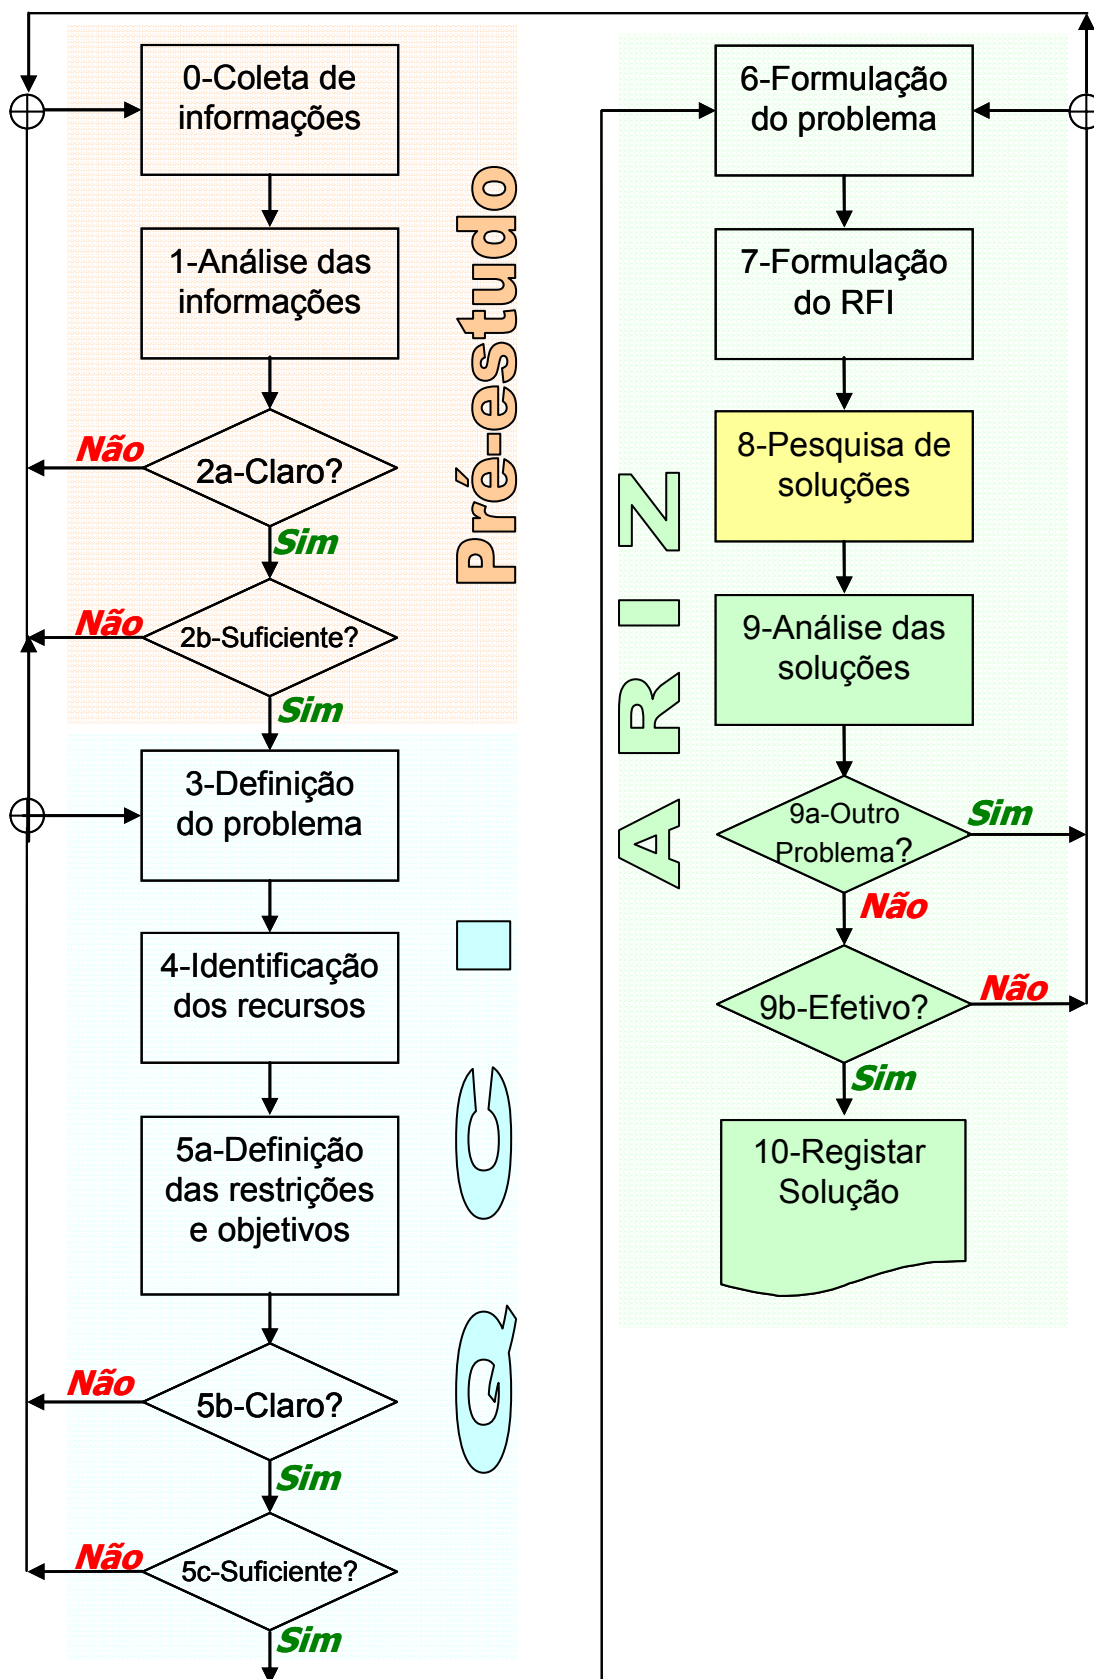 0-Coleta de
informações
1-Análise das
informações
Não
2a-Claro?
Sim
Não
2b-Suficiente?
Sim
Pré-estudo
3-Definição
do problema
4-Identificação
dos recursos
5a-Definição
das restrições
e objetivos
Não
5b-Claro?
Sim
Não
5c-Suficiente?
Sim
Q C I
6-Formulação
do problema
7-Formulação
do RFI
8-Pesquisa de
soluções
9-Análise das
soluções
9a-Outro
Problema?
Sim
Não
9b-Efetivo?
Não
Sim
10-Registar
Solução
A R I Z